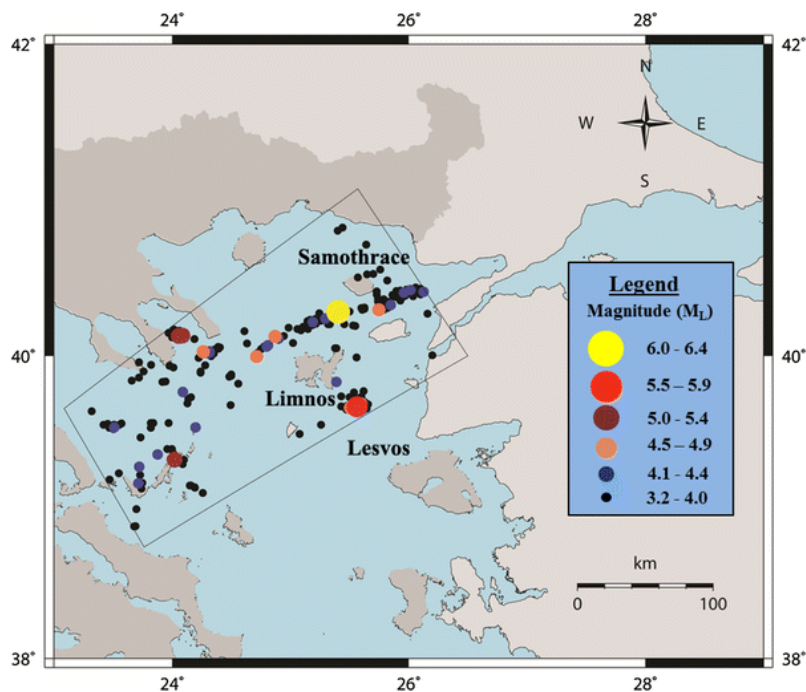 24° 26° 28°
42° 42°
N
W E
S
Samothrace
Legend
Magnitude (M_L)
6.0 - 6.4
40° 40°
5.5 – 5.9
Limnos
5.0 - 5.4
Lesvos
4.5 – 4.9
4.1 - 4.4
3.2 - 4.0
km
0 100
38° 38°
24° 26° 28°